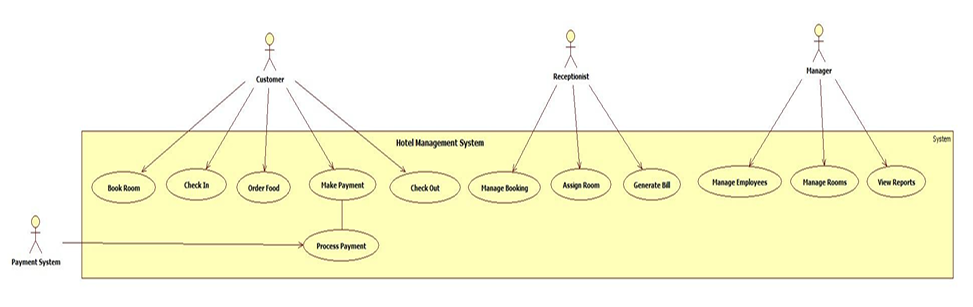 Customer
Receptionist
Manager
Hotel Management System
System
Book Room
Check In
Order Food
Make Payment
Check Out
Manage Booking
Assign Room
Generate Bill
Manage Employees
Manage Rooms
View Reports
Process Payment
Payment System